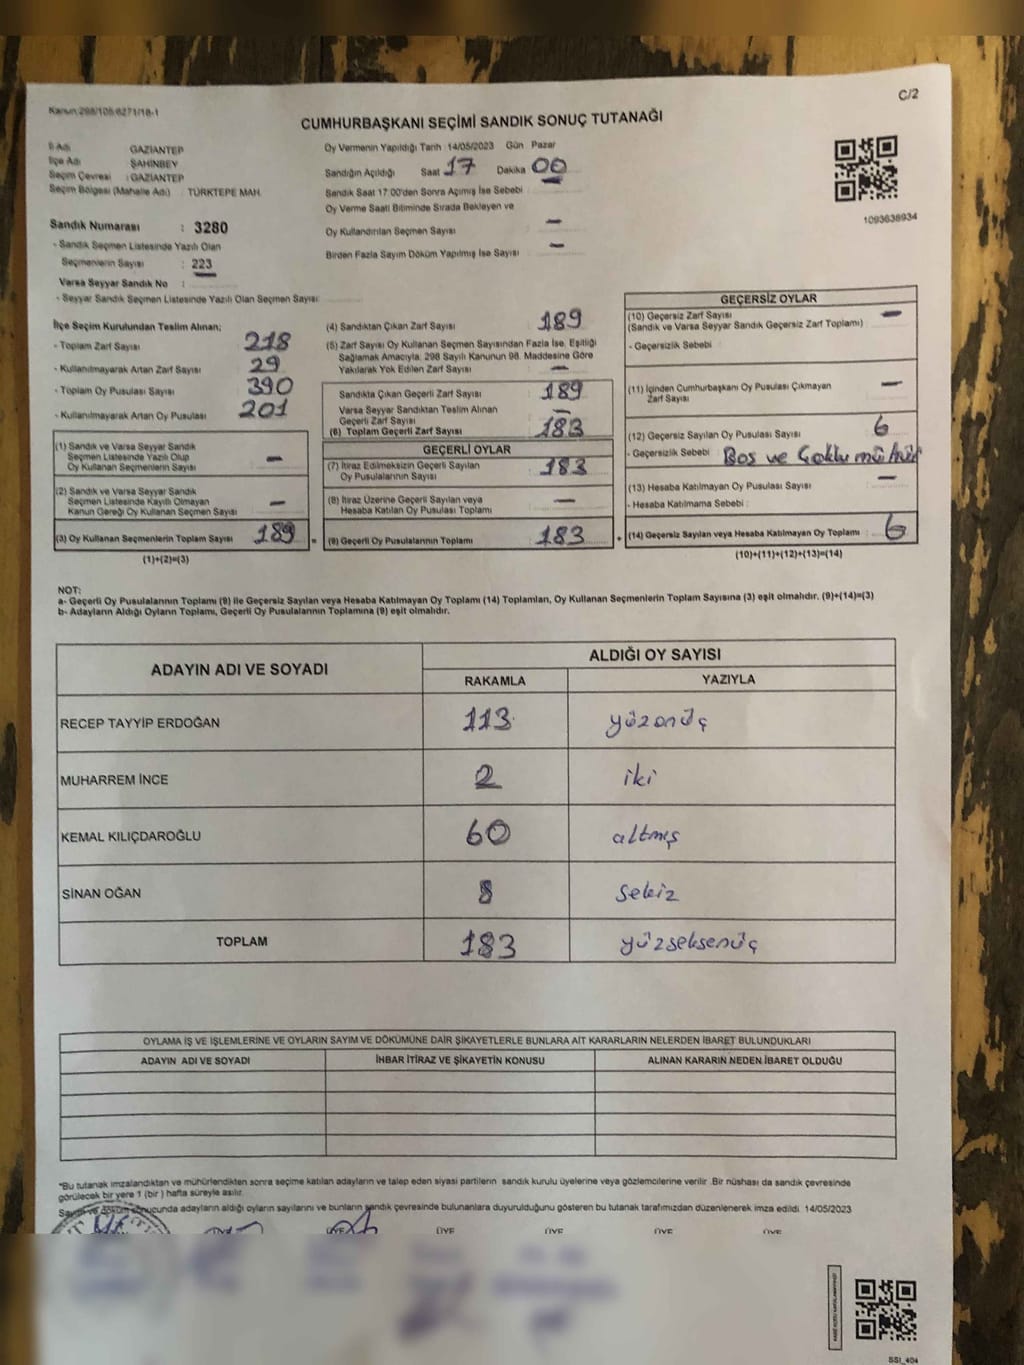 Kanun:298/105/6271/18-1
C/2
CUMHURBAŞKANI SEÇİMİ SANDIK SONUÇ TUTANAĞI
İl Adı GAZİANTEP
İlçe Adı ŞAHİNBEY
Seçim Çevresi : GAZİANTEP
Seçim Bölgesi (Mahalle Adı) : TÜRKTEPE MAH.
Oy Vermenin Yapıldığı Tarih : 14/05/2023 Gün Pazar
Sandığın Açıldığı Saat 17 Dakika 00
Sandık Saat 17:00'den Sonra Açılmış İse Sebebi
Oy Verme Saati Bitiminde Sırada Bekleyen ve
Oy Kullandırılan Seçmen Sayısı : –
Birden Fazla Sayım Döküm Yapılmış İse Sayısı : –
1093638934
Sandık Numarası : 3280
- Sandık Seçmen Listesinde Yazılı Olan
Seçmenlerin Sayısı : 223
Varsa Seyyar Sandık No :
- Seyyar Sandık Seçmen Listesinde Yazılı Olan Seçmen Sayısı:
İlçe Seçim Kurulundan Teslim Alınan;
- Toplam Zarf Sayısı : 218
- Kullanılmayarak Artan Zarf Sayısı : 29
- Toplam Oy Pusulası Sayısı : 390
- Kullanılmayarak Artan Oy Pusulası : 201
(1) Sandık ve Varsa Seyyar Sandık
Seçmen Listesinde Yazılı Olup
Oy Kullanan Seçmenlerin Sayısı : –
(2) Sandık ve Varsa Seyyar Sandık
Seçmen Listesinde Kayıtlı Olmayan
Kanun Gereği Oy Kullanan Seçmen Sayısı : –
(3) Oy Kullanan Seçmenlerin Toplam Sayısı : 189
(1)+(2)=(3)
(4) Sandıktan Çıkan Zarf Sayısı : 189
(5) Zarf Sayısı Oy Kullanan Seçmen Sayısından Fazla İse, Eşitliği
Sağlamak Amacıyla, 298 Sayılı Kanunun 98. Maddesine Göre
Yakılarak Yok Edilen Zarf Sayısı : –
Sandıkta Çıkan Geçerli Zarf Sayısı : 189
Varsa Seyyar Sandıktan Teslim Alınan
Geçerli Zarf Sayısı : –
(6) Toplam Geçerli Zarf Sayısı : 183
GEÇERLİ OYLAR
(7) İtiraz Edilmeksizin Geçerli Sayılan
Oy Pusulalarının Sayısı : 183
(8) İtiraz Üzerine Geçerli Sayılan veya
Hesaba Katılan Oy Pusulası Toplamı : –
(9) Geçerli Oy Pusulalarının Toplamı : 183
GEÇERSİZ OYLAR
(10) Geçersiz Zarf Sayısı : –
(Sandık ve Varsa Seyyar Sandık Geçersiz Zarf Toplamı)
- Geçersizlik Sebebi :
(11) İçinden Cumhurbaşkanı Oy Pusulası Çıkmayan
Zarf Sayısı : –
(12) Geçersiz Sayılan Oy Pusulası Sayısı : 6
- Geçersizlik Sebebi : Boş ve Çoklu mühür
(13) Hesaba Katılmayan Oy Pusulası Sayısı : –
- Hesaba Katılmama Sebebi :
(14) Geçersiz Sayılan veya Hesaba Katılmayan Oy Toplamı : 6
(10)+(11)+(12)+(13)=(14)
NOT:
a- Geçerli Oy Pusulalarının Toplamı (9) ile Geçersiz Sayılan veya Hesaba Katılmayan Oy Toplamı (14) Toplamları, Oy Kullanan Seçmenlerin Toplam Sayısına (3) eşit olmalıdır. (9)+(14)=(3)
b- Adayların Aldığı Oyların Toplamı, Geçerli Oy Pusulalarının Toplamına (9) eşit olmalıdır.
ADAYIN ADI VE SOYADI ALDIĞI OY SAYISI
RAKAMLA YAZIYLA
RECEP TAYYİP ERDOĞAN 113 yüzonüç
MUHARREM İNCE 2 iki
KEMAL KILIÇDAROĞLU 60 altmış
SİNAN OĞAN 8 sekiz
TOPLAM 183 yüzseksenüç
OYLAMA İŞ VE İŞLEMLERİNE VE OYLARIN SAYIM VE DÖKÜMÜNE DAİR ŞİKAYETLERLE BUNLARA AİT KARARLARIN NELERDEN İBARET BULUNDUKLARI
ADAYIN ADI VE SOYADI İHBAR İTİRAZ VE ŞİKAYETİN KONUSU ALINAN KARARIN NEDEN İBARET OLDUĞU
*Bu tutanak imzalandıktan ve mühürlendikten sonra seçime katılan adayların ve talep eden siyasi partilerin sandık kurulu üyelerine veya gözlemcilerine verilir. Bir nüshası da sandık çevresinde
görülecek bir yere 1 (bir) hafta süreyle asılır.
Sayım ve döküm sonucunda adayların aldığı oyların sayılarını ve bunların sandık çevresinde bulunanlara duyurulduğunu gösteren bu tutanak tarafımızdan düzenlenerek imza edildi. 14/05/2023
ÜYE ÜYE ÜYE ÜYE
SSİ_404